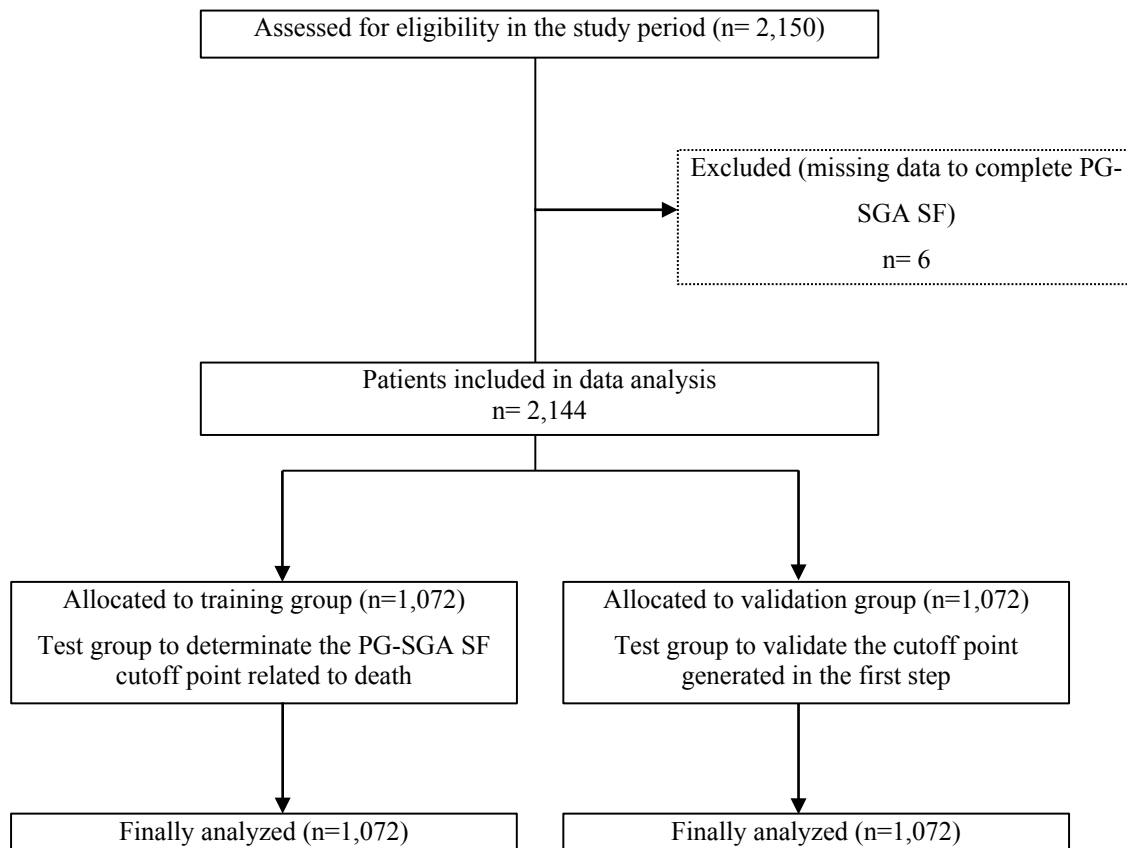 Assessed for eligibility in the study period (n= 2,150)
Excluded (missing data to complete PG-
SGA SF)
n= 6
Patients included in data analysis
n= 2,144
Allocated to training group (n=1,072)
Test group to determinate the PG-SGA SF
cutoff point related to death
Allocated to validation group (n=1,072)
Test group to validate the cutoff point
generated in the first step
Finally analyzed (n=1,072)
Finally analyzed (n=1,072)